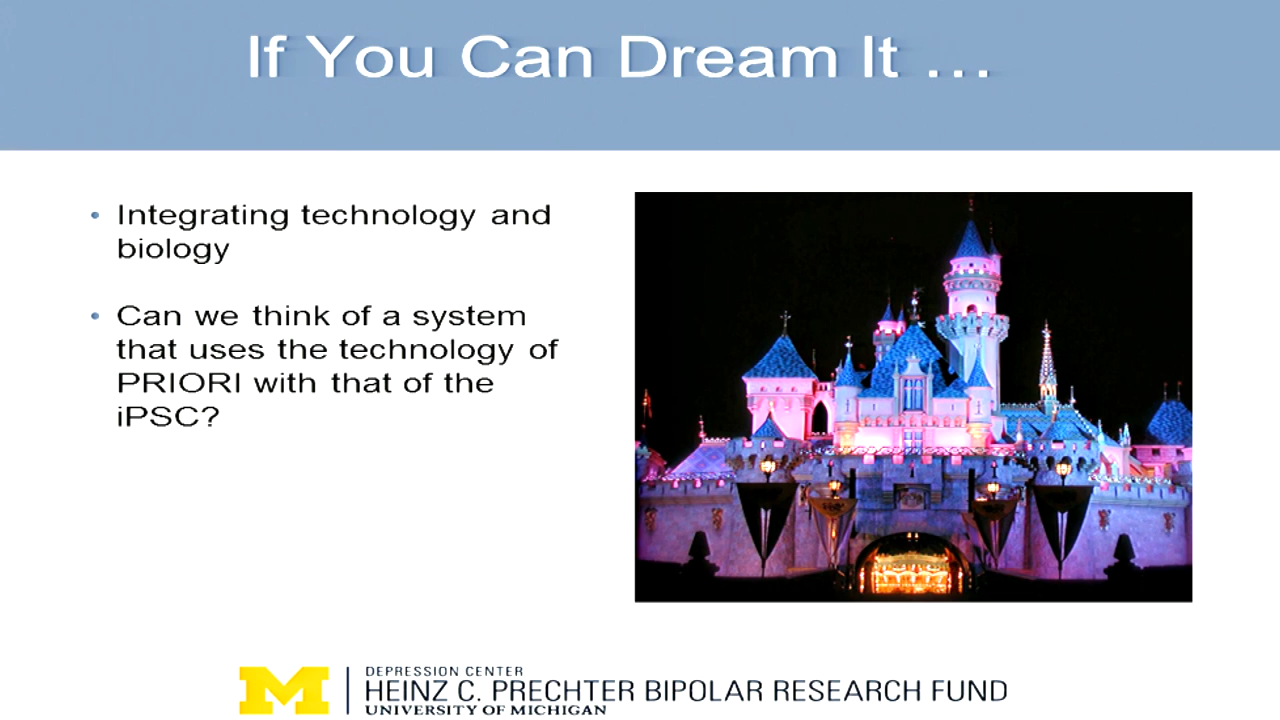 If You Can Dream It …
• Integrating technology and
biology
• Can we think of a system
that uses the technology of
PRIORI with that of the
iPSC?
M
DEPRESSION CENTER
HEINZ C. PRECHTER BIPOLAR RESEARCH FUND
UNIVERSITY OF MICHIGAN